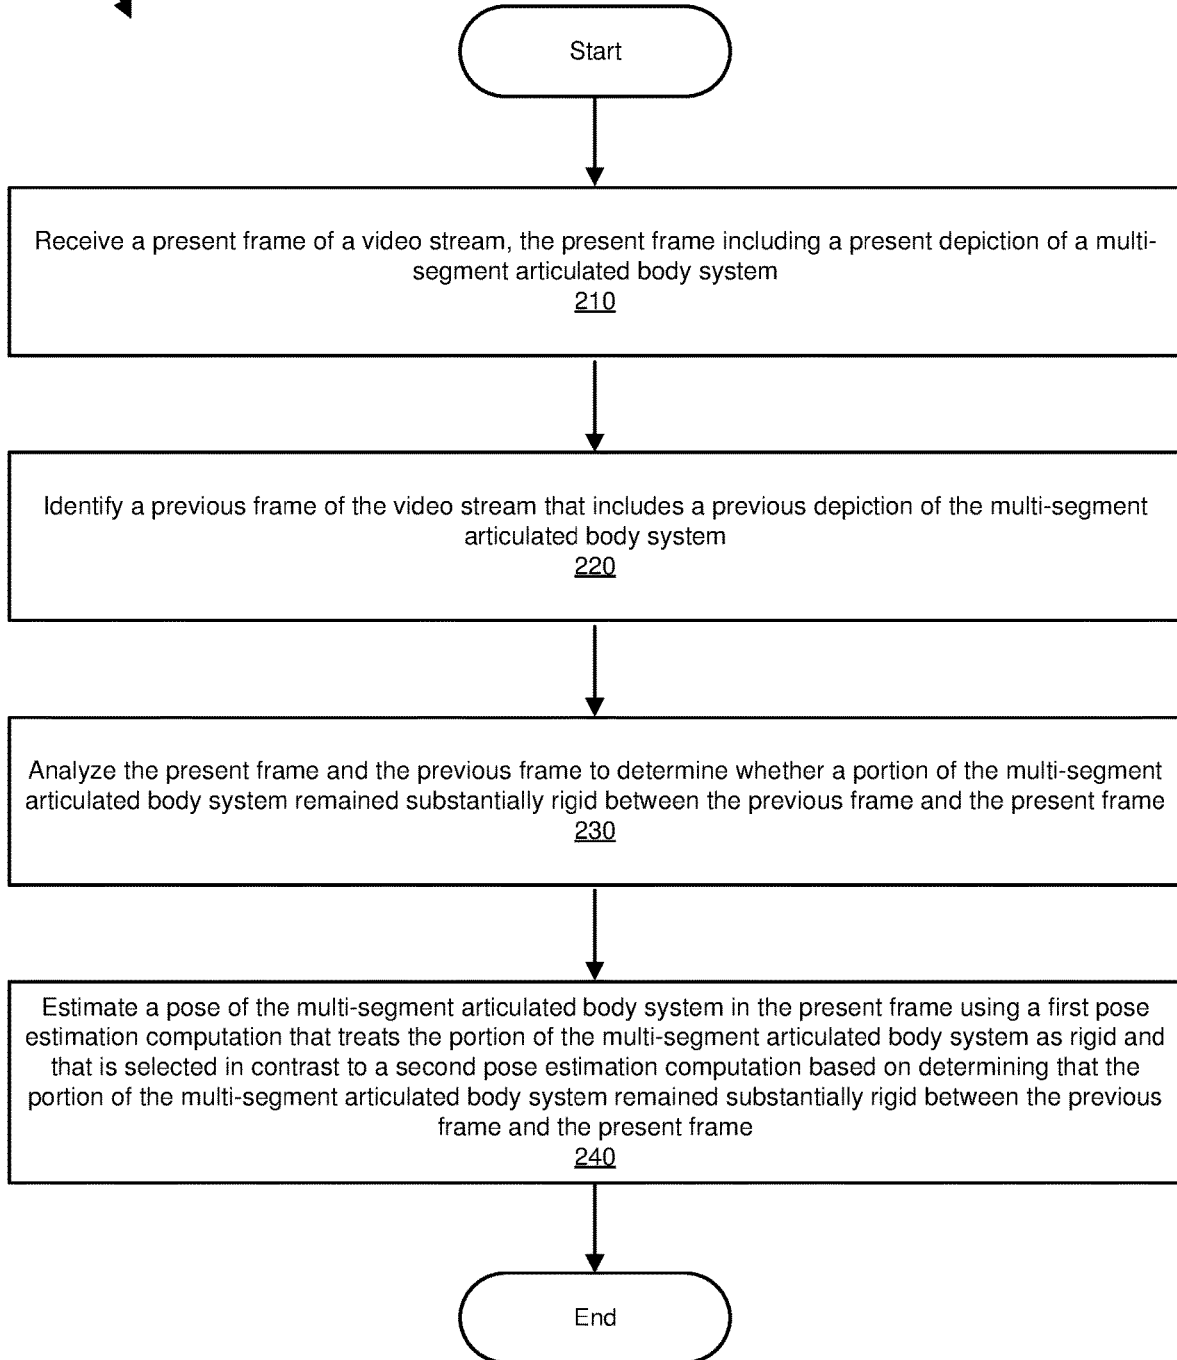 Start
Receive a present frame of a video stream, the present frame including a present depiction of a multi-
segment articulated body system
210
Identify a previous frame of the video stream that includes a previous depiction of the multi-segment
articulated body system
220
Analyze the present frame and the previous frame to determine whether a portion of the multi-segment
articulated body system remained substantially rigid between the previous frame and the present frame
230
Estimate a pose of the multi-segment articulated body system in the present frame using a first pose
estimation computation that treats the portion of the multi-segment articulated body system as rigid and
that is selected in contrast to a second pose estimation computation based on determining that the
portion of the multi-segment articulated body system remained substantially rigid between the previous
frame and the present frame
240
End